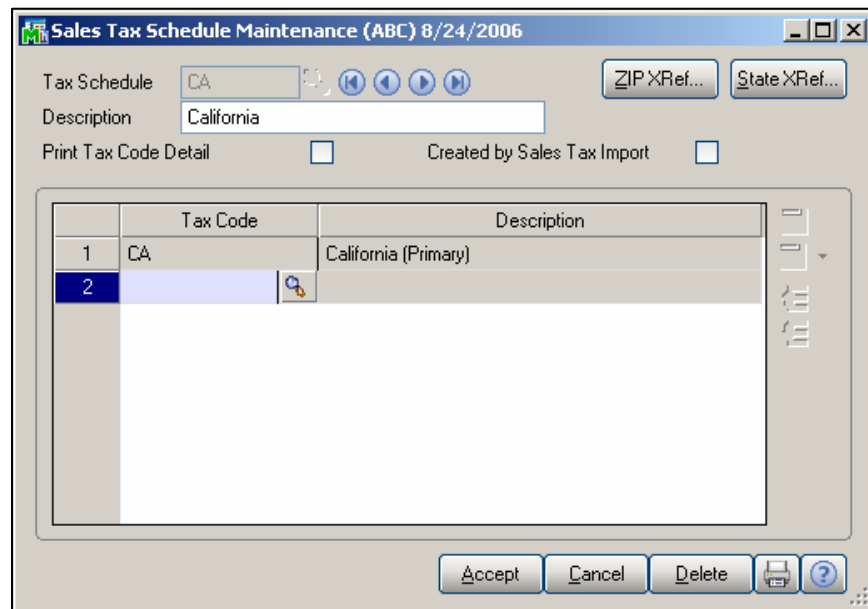 Sales Tax Schedule Maintenance (ABC) 8/24/2006
Tax Schedule CA ZIP XRef... State XRef...
Description California
Print Tax Code Detail Created by Sales Tax Import
Tax Code Description
1 CA California (Primary)
2
Accept Cancel Delete